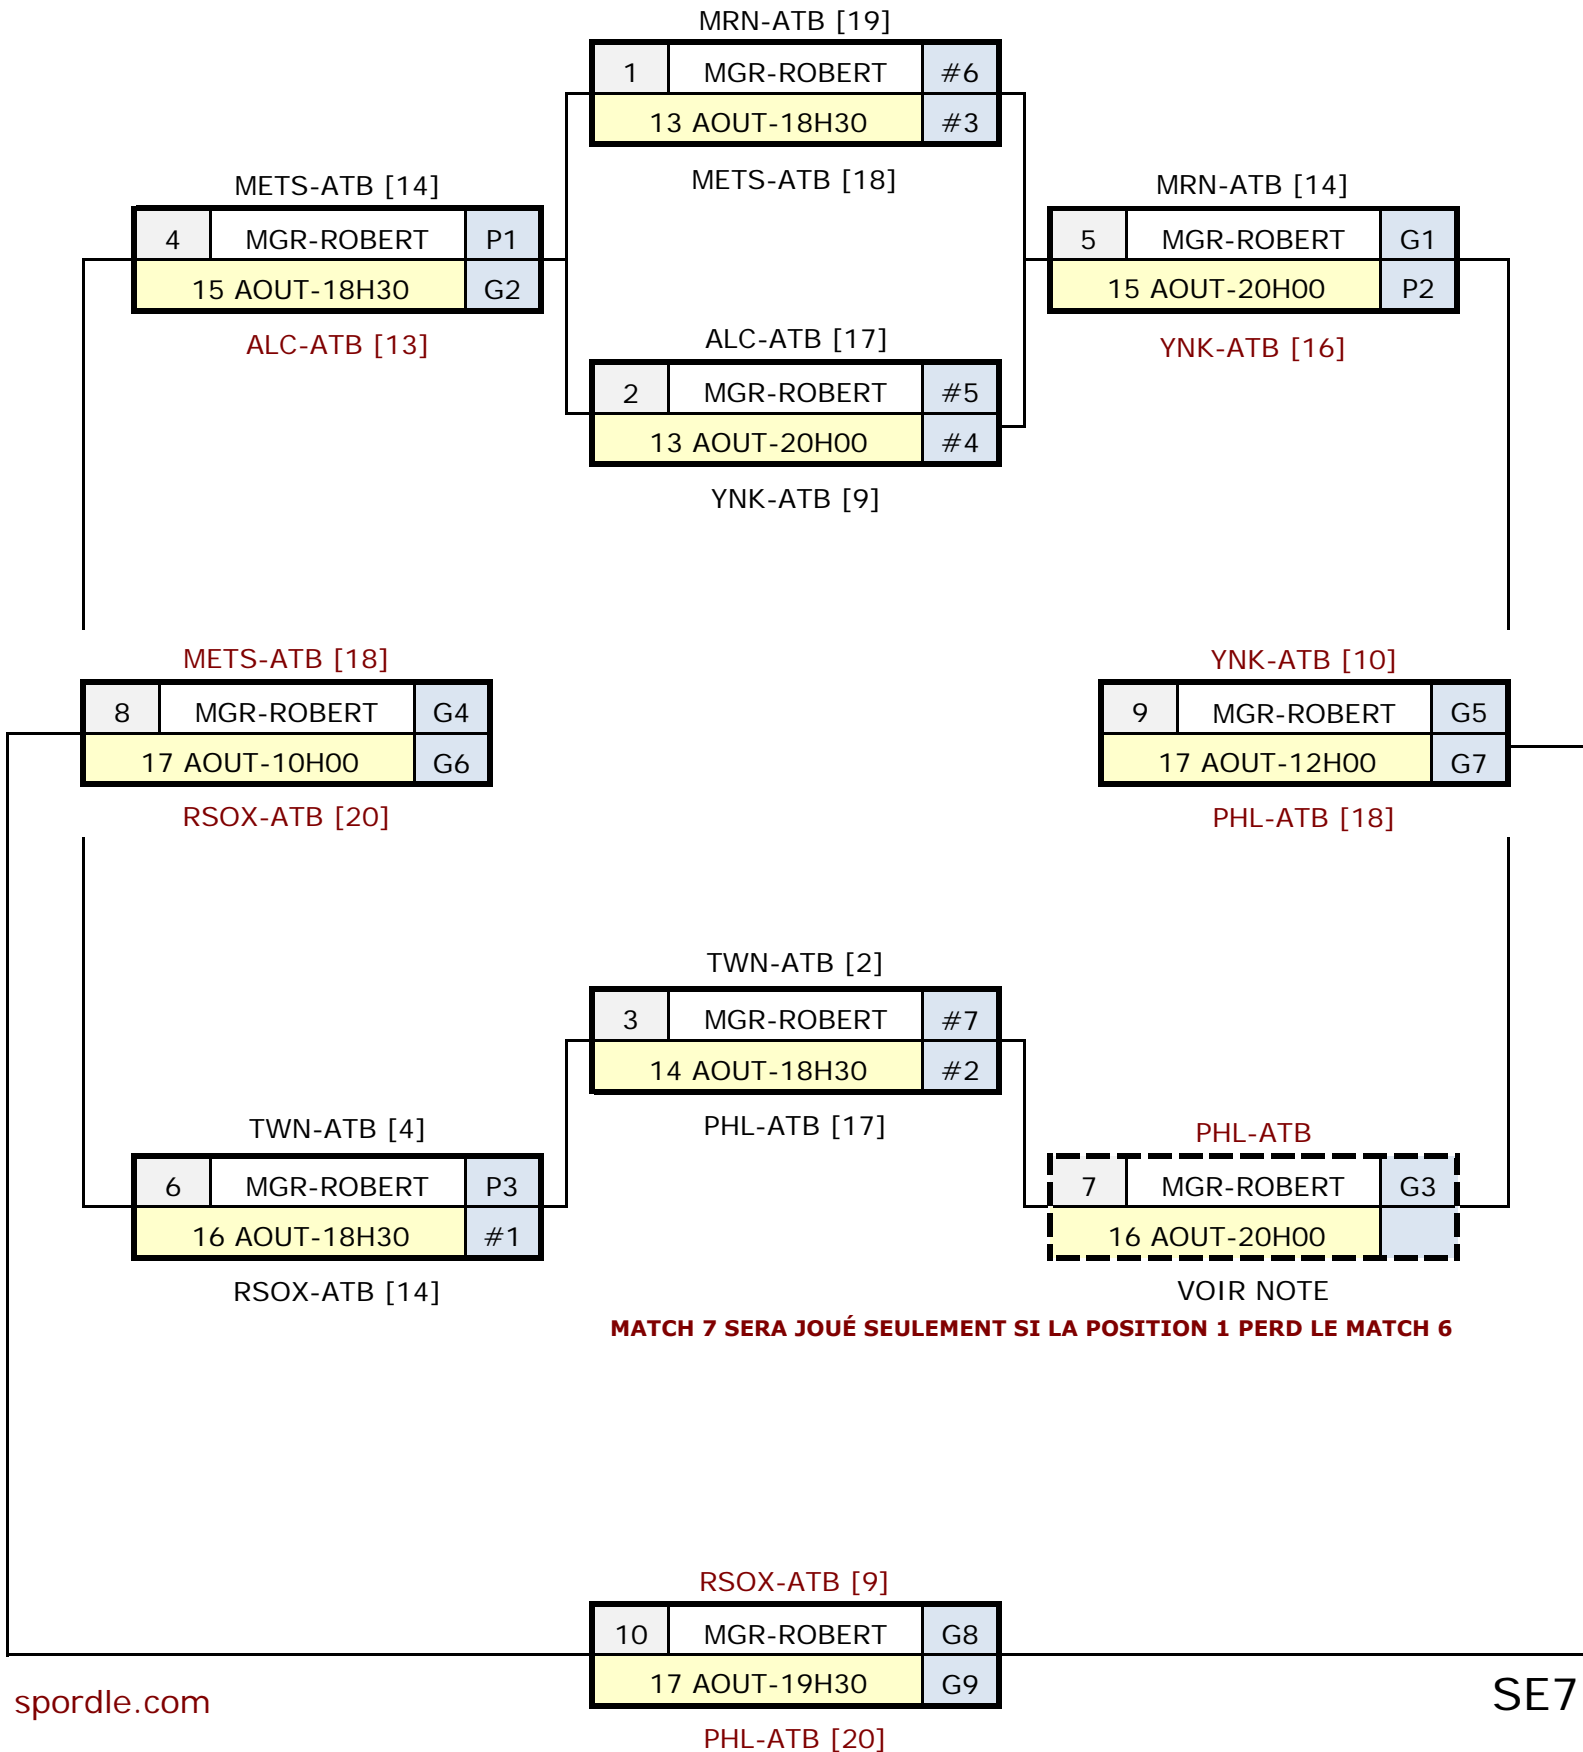 MRN-ATB [19]
1 MGR-ROBERT #6
13 AOUT-18H30 #3
METS-ATB [18]
METS-ATB [14]
4 MGR-ROBERT P1
15 AOUT-18H30 G2
ALC-ATB [13]
MRN-ATB [14]
5 MGR-ROBERT G1
15 AOUT-20H00 P2
YNK-ATB [16]
ALC-ATB [17]
2 MGR-ROBERT #5
13 AOUT-20H00 #4
YNK-ATB [9]
METS-ATB [18]
8 MGR-ROBERT G4
17 AOUT-10H00 G6
RSOX-ATB [20]
YNK-ATB [10]
9 MGR-ROBERT G5
17 AOUT-12H00 G7
PHL-ATB [18]
TWN-ATB [2]
3 MGR-ROBERT #7
14 AOUT-18H30 #2
PHL-ATB [17]
TWN-ATB [4]
6 MGR-ROBERT P3
16 AOUT-18H30 #1
RSOX-ATB [14]
PHL-ATB
7 MGR-ROBERT G3
16 AOUT-20H00
VOIR NOTE
MATCH 7 SERA JOUÉ SEULEMENT SI LA POSITION 1 PERD LE MATCH 6
RSOX-ATB [9]
10 MGR-ROBERT G8
17 AOUT-19H30 G9
PHL-ATB [20]
spordle.com
SE7